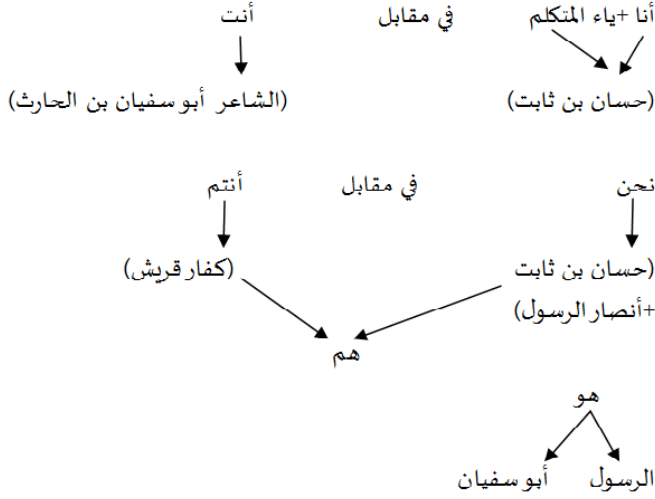 أنا +ياء المتكلم في مقابل أنت
(حسان بن ثابت) (الشاعر أبو سفيان بن الحارث)
نحن في مقابل أنتم
(حسان بن ثابت (كفار قريش)
+أنصار الرسول)
هم
هو
الرسول أبو سفيان